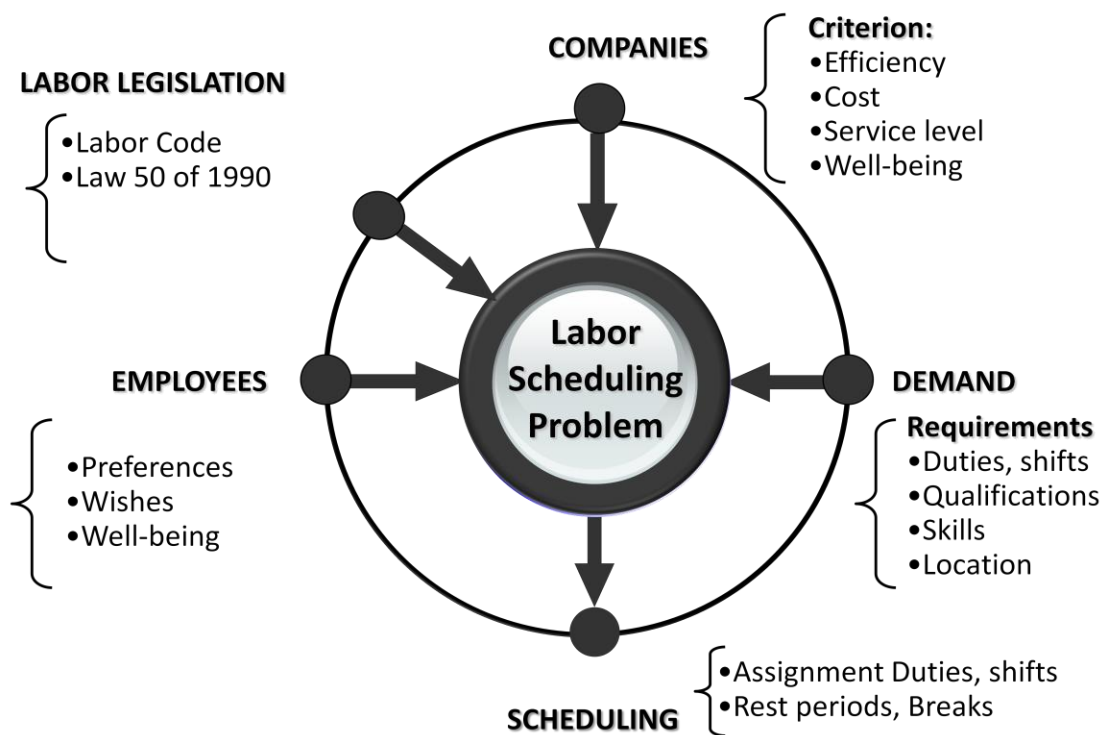 COMPANIES
Criterion:
•Efficiency
•Cost
•Service level
•Well-being
LABOR LEGISLATION
•Labor Code
•Law 50 of 1990
Labor
Scheduling
Problem
EMPLOYEES
•Preferences
•Wishes
•Well-being
DEMAND
Requirements
•Duties, shifts
•Qualifications
•Skills
•Location
SCHEDULING
•Assignment Duties, shifts
•Rest periods, Breaks